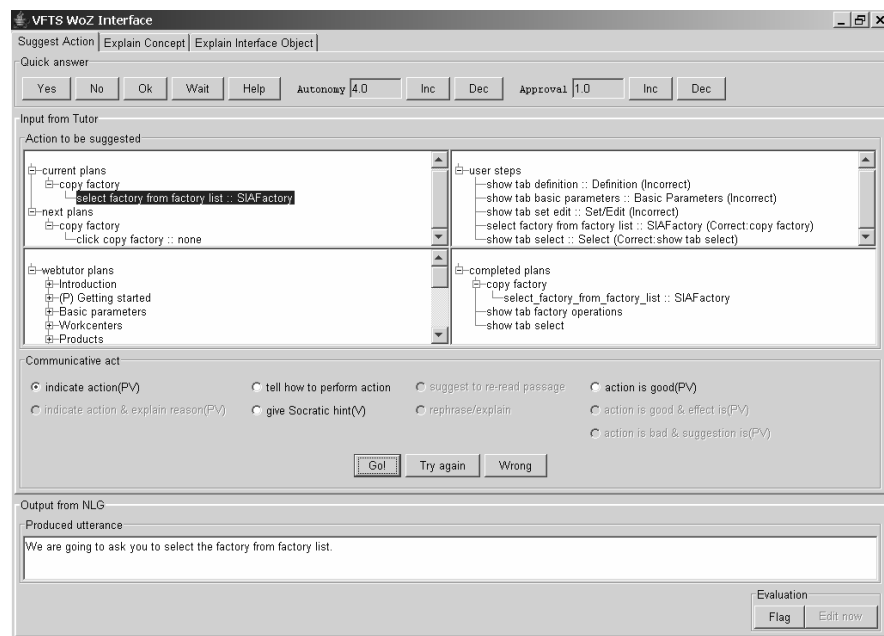 VFTS WoZ Interface
Suggest Action Explain Concept Explain Interface Object
Quick answer
Yes No Ok Wait Help Autonomy 4.0 Inc Dec Approval 1.0 Inc Dec
Input from Tutor
Action to be suggested
current plans
copy factory
select factory from factory list :: SIAFactory
next plans
copy factory
click copy factory :: none
user steps
show tab definition :: Definition (Incorrect)
show tab basic parameters :: Basic Parameters (Incorrect)
show tab set edit :: Set/Edit (Incorrect)
select factory from factory list :: SIAFactory (Correct:copy factory)
show tab select :: Select (Correct:show tab select)
webtutor plans
Introduction
(P) Getting started
Basic parameters
Workcenters
Products
completed plans
copy factory
select_factory_from_factory_list :: SIAFactory
show tab factory operations
show tab select
Communicative act
indicate action(PV) tell how to perform action suggest to re-read passage action is good(PV)
indicate action & explain reason(PV) give Socratic hint(V) rephrase/explain action is good & effect is(PV)
action is bad & suggestion is(PV)
Go! Try again Wrong
Output from NLG
Produced utterance
We are going to ask you to select the factory from factory list.
Evaluation
Flag Edit now